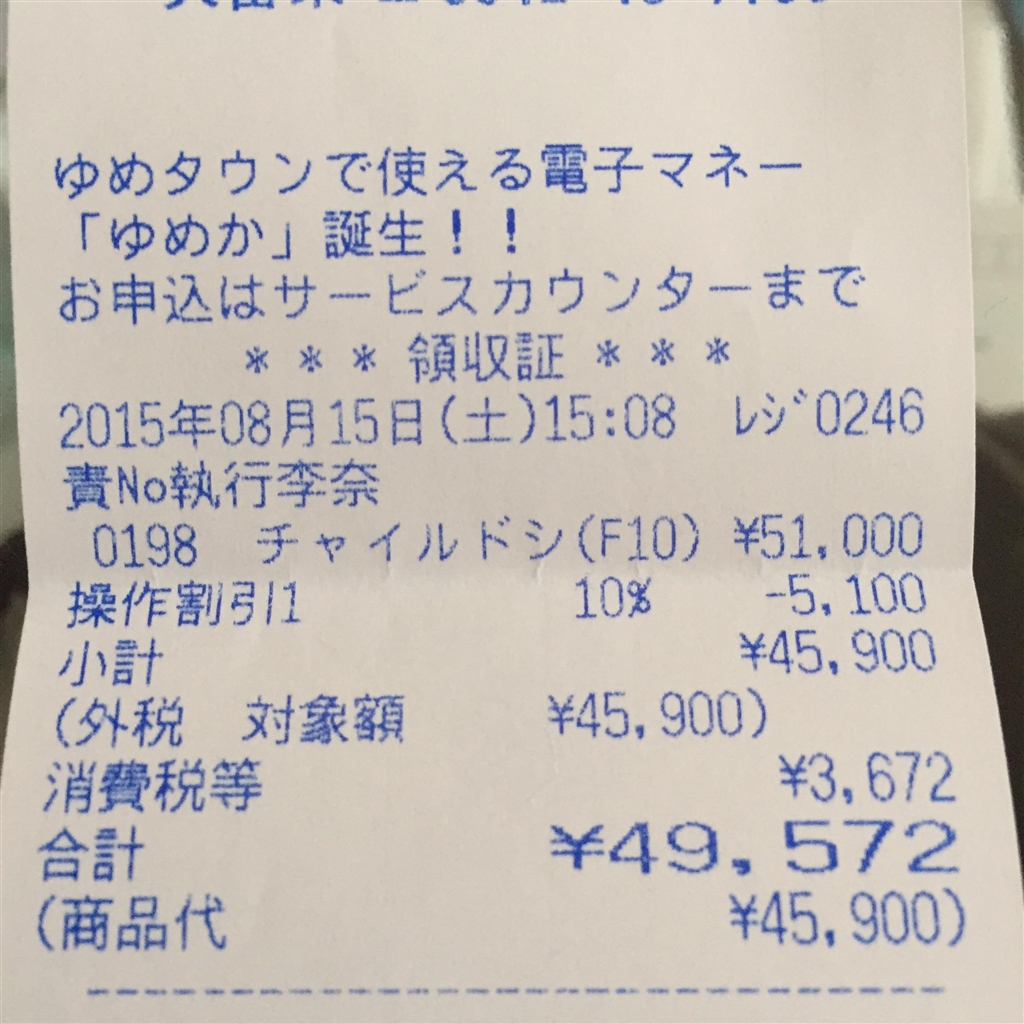 ゆめタウンで使える電子マネー
「ゆめか」誕生！！
お申込はサービスカウンターまで
＊＊＊ 領収証 ＊＊＊
2015年08月15日(土)15:08 ﾚｼﾞ0246
責No執行李奈
0198 チャイルドシ(F10) ¥51,000
操作割引1 10% -5,100
小計 ¥45,900
(外税 対象額 ¥45,900)
消費税等 ¥3,672
合計 ¥49,572
(商品代 ¥45,900)